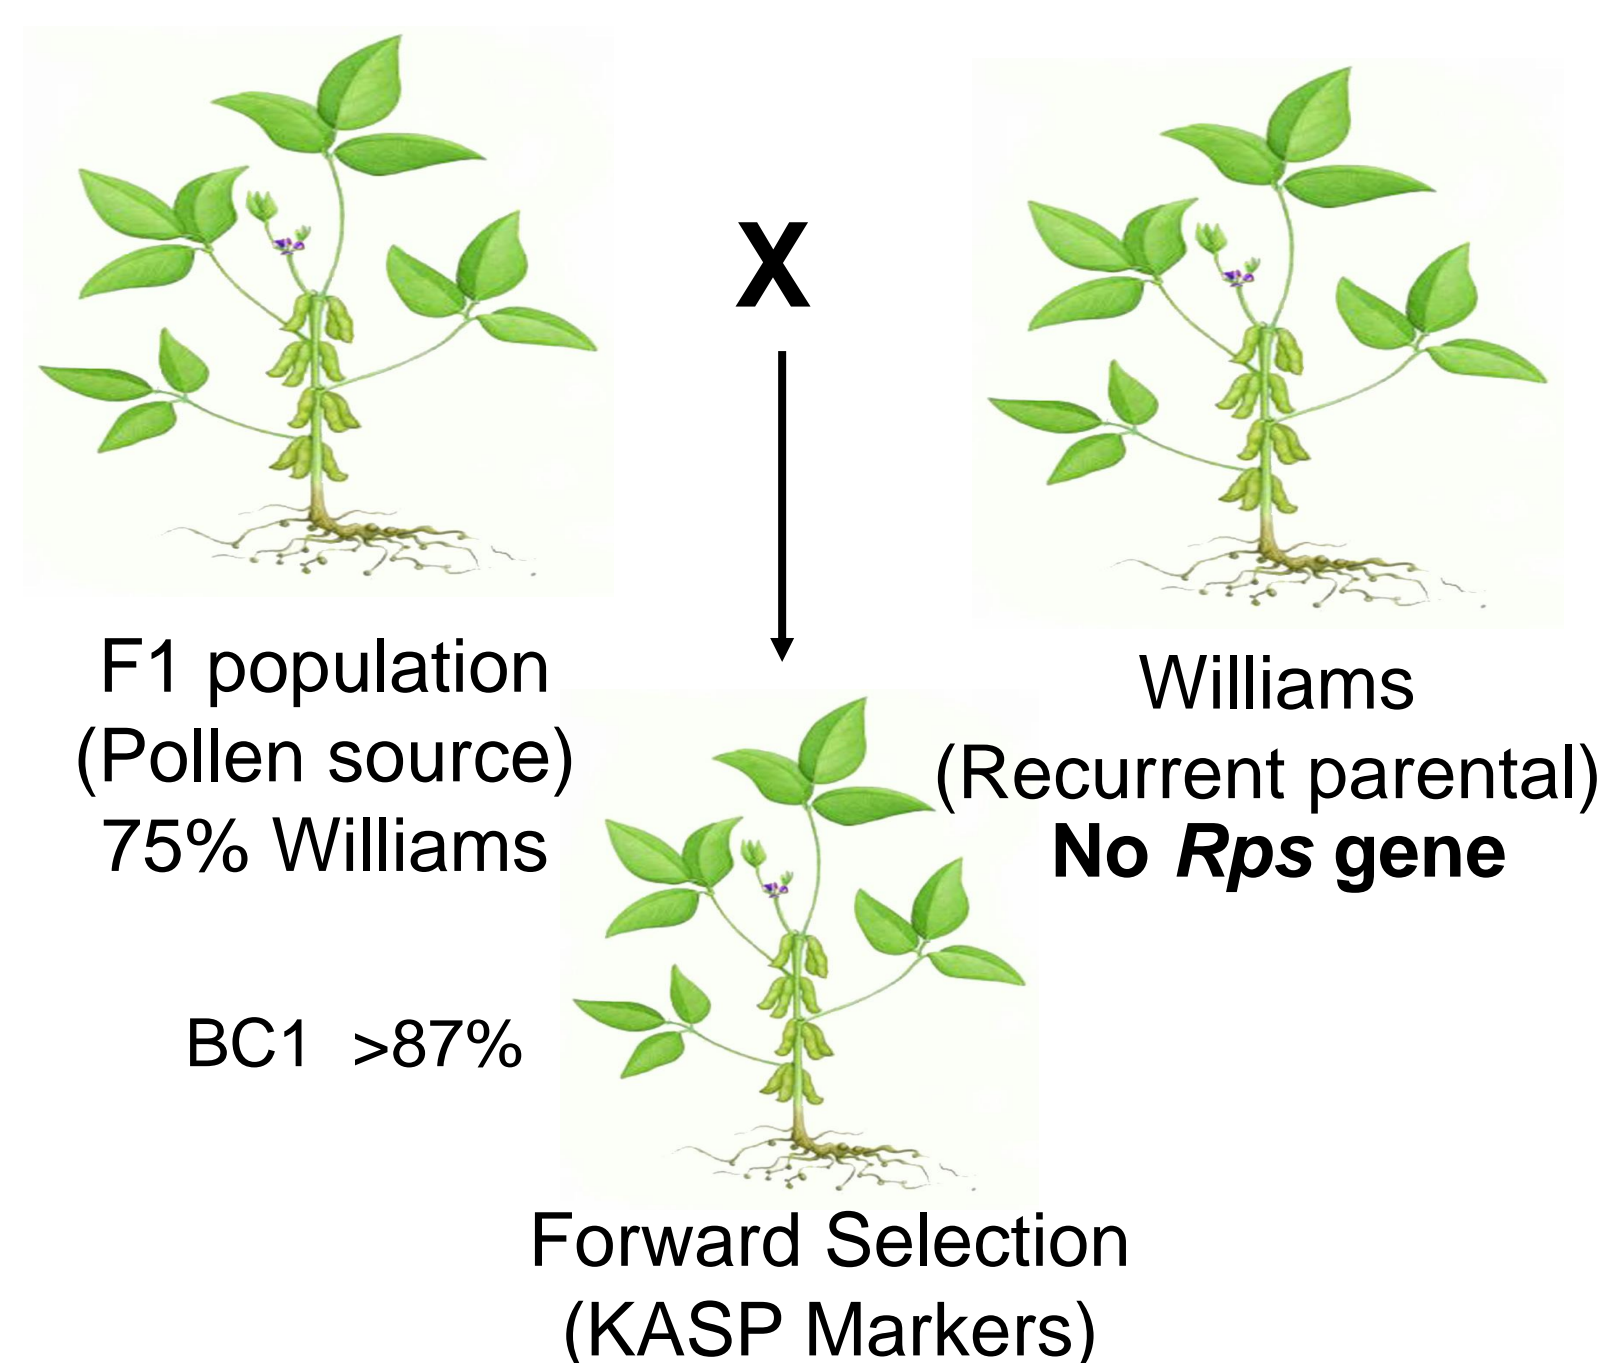 X
F1 population
(Pollen source)
75% Williams
Williams
(Recurrent parental)
No Rps gene
BC1 >87%
Forward Selection
(KASP Markers)